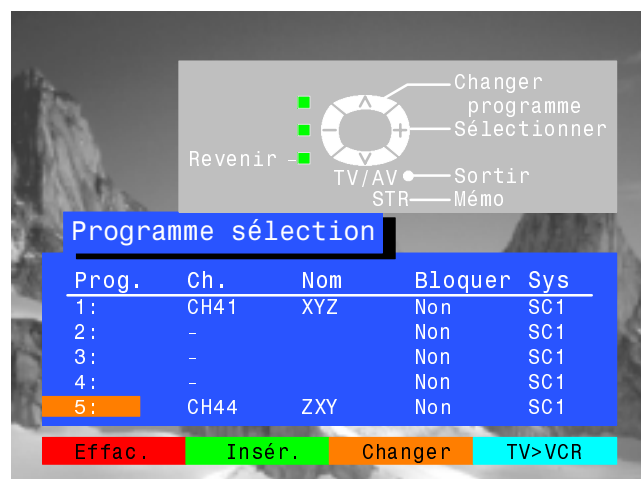 Changer
programme
Sélectionner
Revenir
TV/AV Sortir
STR Mémo
Programme sélection
Prog. Ch. Nom Bloquer Sys
1: CH41 XYZ Non SC1
2: – Non SC1
3: – Non SC1
4: – Non SC1
5: CH44 ZXY Non SC1
Effac. Insér. Changer TV>VCR